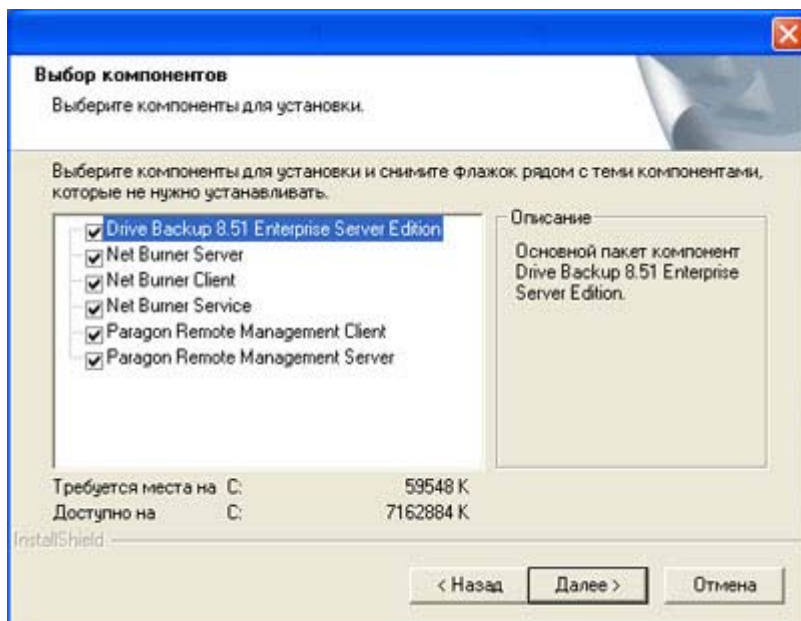 Выбор компонентов
Выберите компоненты для установки.
Выберите компоненты для установки и снимите флажок рядом с теми компонентами,
которые не нужно устанавливать.
Drive Backup 8.51 Enterprise Server Edition
Net Burner Server
Net Burner Client
Net Burner Service
Paragon Remote Management Client
Paragon Remote Management Server
Описание
Основной пакет компонент
Drive Backup 8.51 Enterprise
Server Edition.
Требуется места на C: 59548 K
Доступно на C: 7162884 K
InstallShield
< Назад Далее > Отмена